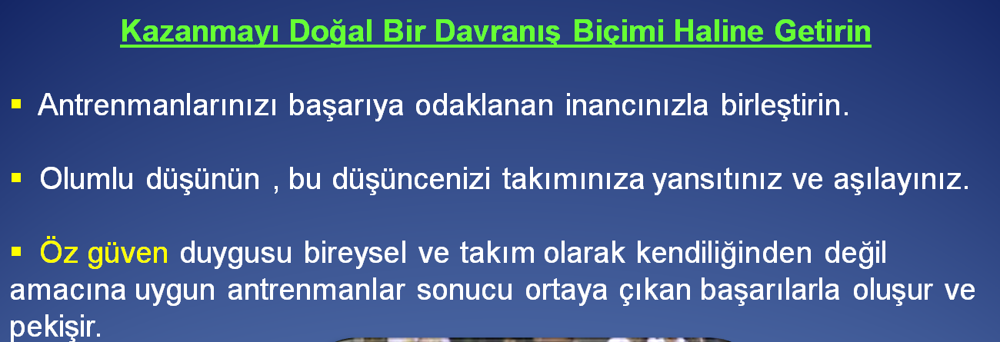 Kazanmayı Doğal Bir Davranış Biçimi Haline Getirin
▪ Antrenmanlarınızı başarıya odaklanan inancınızla birleştirin.
▪ Olumlu düşünün , bu düşüncenizi takımınıza yansıtınız ve aşılayınız.
▪ Öz güven duygusu bireysel ve takım olarak kendiliğinden değil
amacına uygun antrenmanlar sonucu ortaya çıkan başarılarla oluşur ve
pekişir.